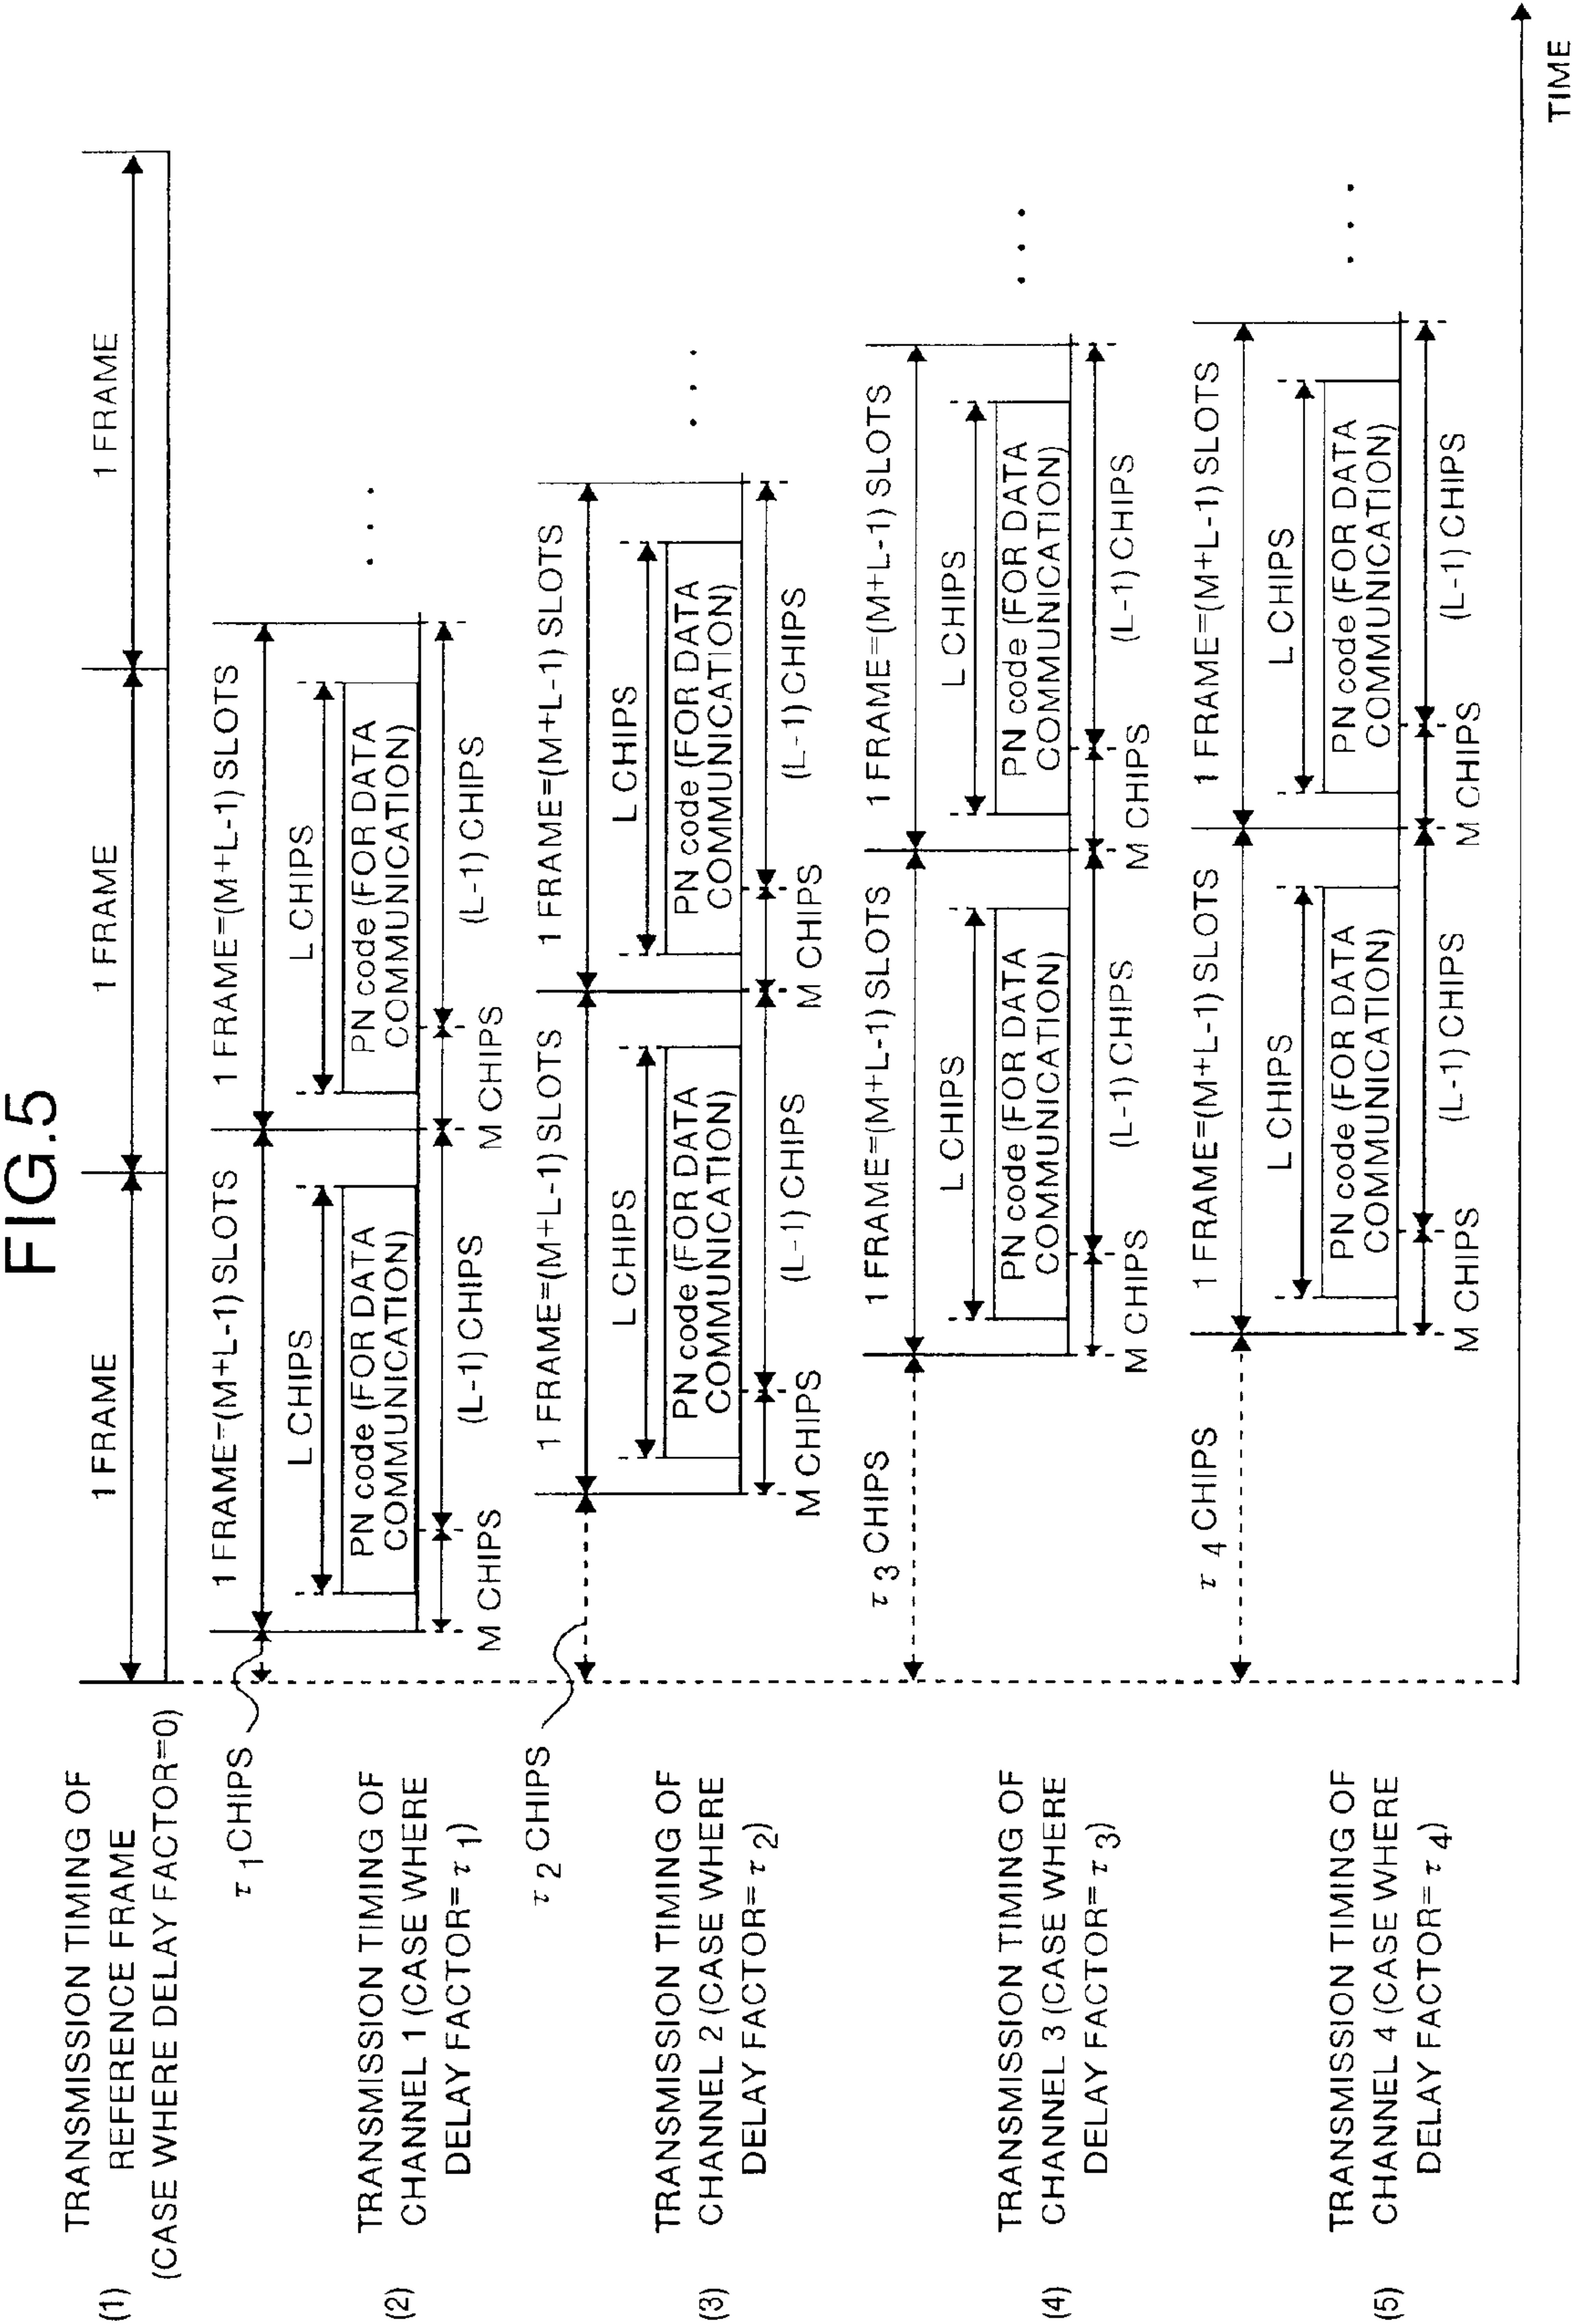 FIG.5
(1) TRANSMISSION TIMING OF
REFERENCE FRAME
(CASE WHERE DELAY FACTOR=0)
1 FRAME
1 FRAME
1 FRAME
τ 1 CHIPS
1 FRAME=(M+L-1) SLOTS
1 FRAME=(M+L-1) SLOTS
L CHIPS
L CHIPS
(2) TRANSMISSION TIMING OF
CHANNEL 1 (CASE WHERE
DELAY FACTOR= τ 1)
PN code (FOR DATA
COMMUNICATION)
PN code (FOR DATA
COMMUNICATION)
. . .
M CHIPS
(L-1) CHIPS
M CHIPS
(L-1) CHIPS
τ 2 CHIPS
1 FRAME=(M+L-1) SLOTS
1 FRAME=(M+L-1) SLOTS
L CHIPS
L CHIPS
(3) TRANSMISSION TIMING OF
CHANNEL 2 (CASE WHERE
DELAY FACTOR= τ 2)
PN code (FOR DATA
COMMUNICATION)
PN code (FOR DATA
COMMUNICATION)
. . .
M CHIPS
(L-1) CHIPS
M CHIPS
(L-1) CHIPS
τ 3 CHIPS
1 FRAME=(M+L-1) SLOTS
1 FRAME=(M+L-1) SLOTS
L CHIPS
L CHIPS
(4) TRANSMISSION TIMING OF
CHANNEL 3 (CASE WHERE
DELAY FACTOR= τ 3)
PN code (FOR DATA
COMMUNICATION)
PN code (FOR DATA
COMMUNICATION)
. . .
M CHIPS
(L-1) CHIPS
M CHIPS
(L-1) CHIPS
τ 4 CHIPS
1 FRAME=(M+L-1) SLOTS
1 FRAME=(M+L-1) SLOTS
L CHIPS
L CHIPS
(5) TRANSMISSION TIMING OF
CHANNEL 4 (CASE WHERE
DELAY FACTOR= τ 4)
PN code (FOR DATA
COMMUNICATION)
PN code (FOR DATA
COMMUNICATION)
. . .
M CHIPS
(L-1) CHIPS
M CHIPS
(L-1) CHIPS
TIME